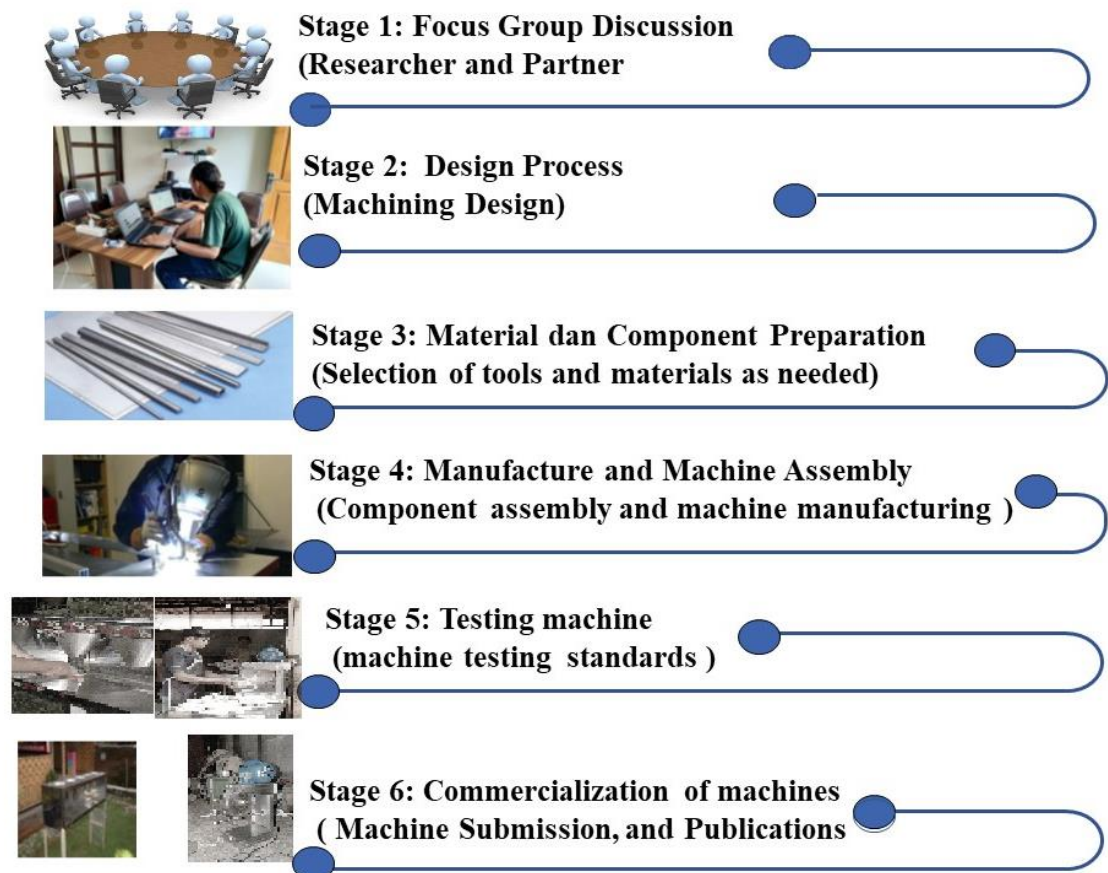 Stage 1: Focus Group Discussion
(Researcher and Partner
Stage 2: Design Process
(Machining Design)
Stage 3: Material dan Component Preparation
(Selection of tools and materials as needed)
Stage 4: Manufacture and Machine Assembly
(Component assembly and machine manufacturing )
Stage 5: Testing machine
(machine testing standards )
Stage 6: Commercialization of machines
( Machine Submission, and Publications